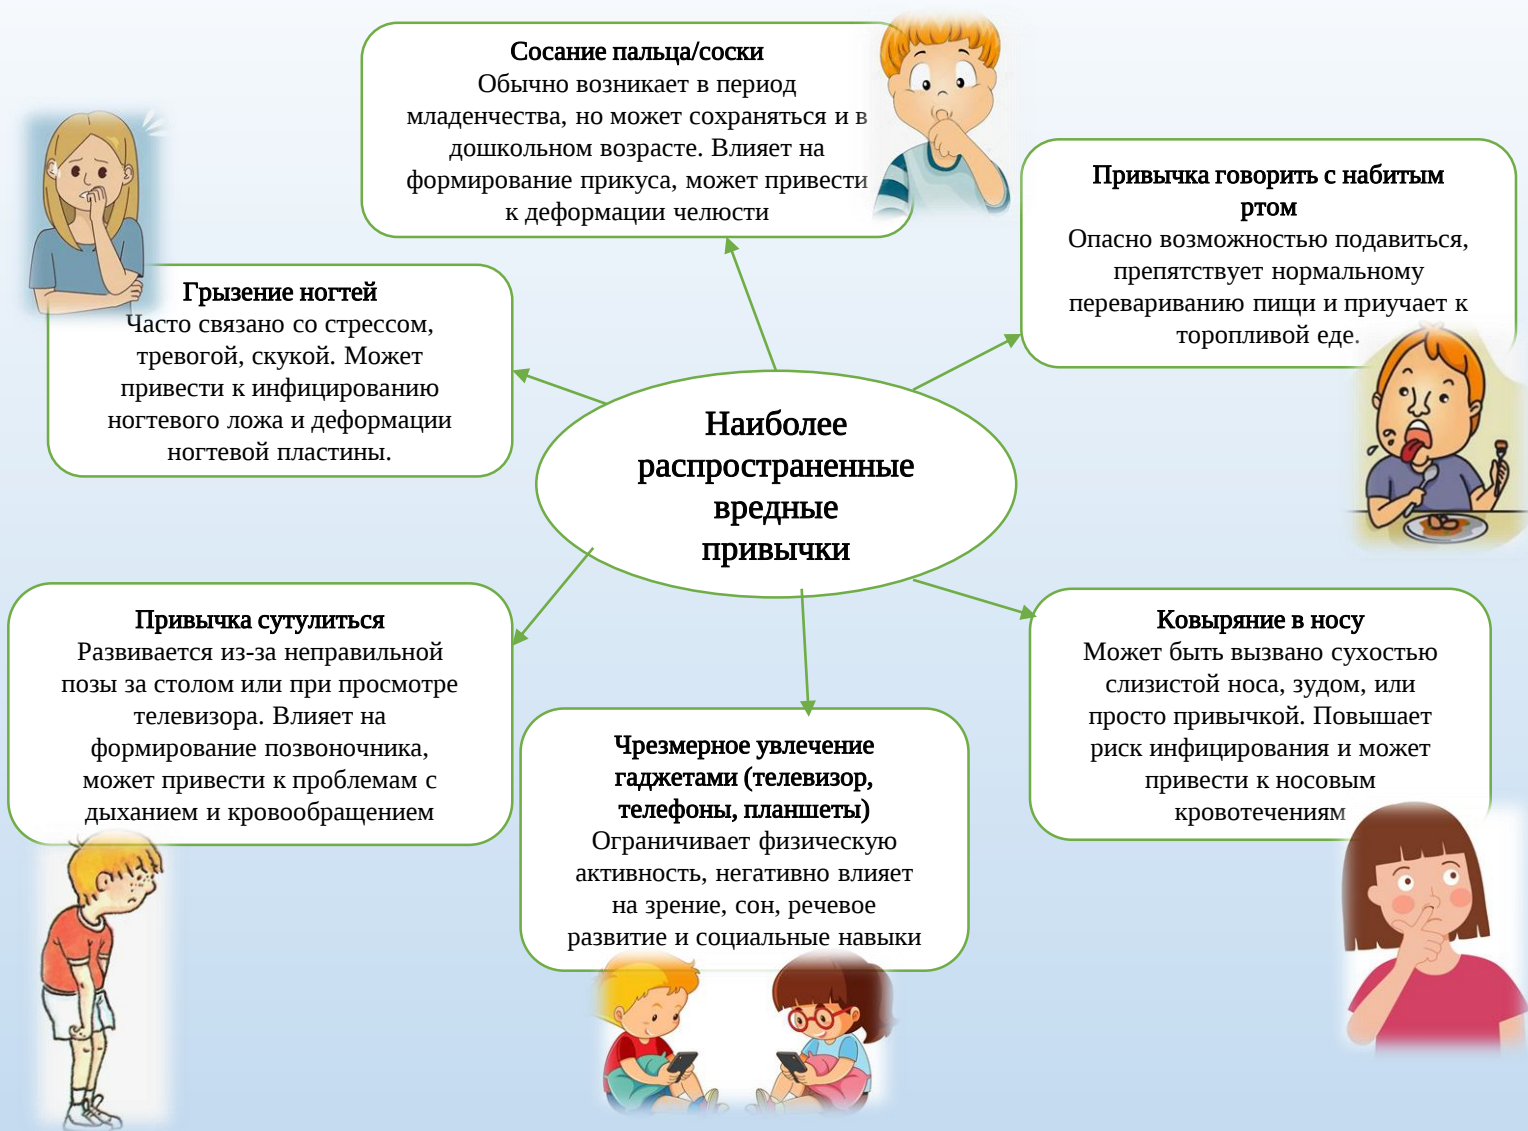 Сосание пальца/соски
Обычно возникает в период
младенчества, но может сохраняться и в
дошкольном возрасте. Влияет на
формирование прикуса, может привести
к деформации челюсти
Привычка говорить с набитым
ртом
Опасно возможностью подавиться,
препятствует нормальному
перевариванию пищи и приучает к
торопливой еде.
Грызение ногтей
Часто связано со стрессом,
тревогой, скукой. Может
привести к инфицированию
ногтевого ложа и деформации
ногтевой пластины.
Наиболее
распространенные
вредные
привычки
Привычка сутулиться
Развивается из-за неправильной
позы за столом или при просмотре
телевизора. Влияет на
формирование позвоночника,
может привести к проблемам с
дыханием и кровообращением
Чрезмерное увлечение
гаджетами (телевизор,
телефоны, планшеты)
Ограничивает физическую
активность, негативно влияет
на зрение, сон, речевое
развитие и социальные навыки
Ковыряние в носу
Может быть вызвано сухостью
слизистой носа, зудом, или
просто привычкой. Повышает
риск инфицирования и может
привести к носовым
кровотечениям